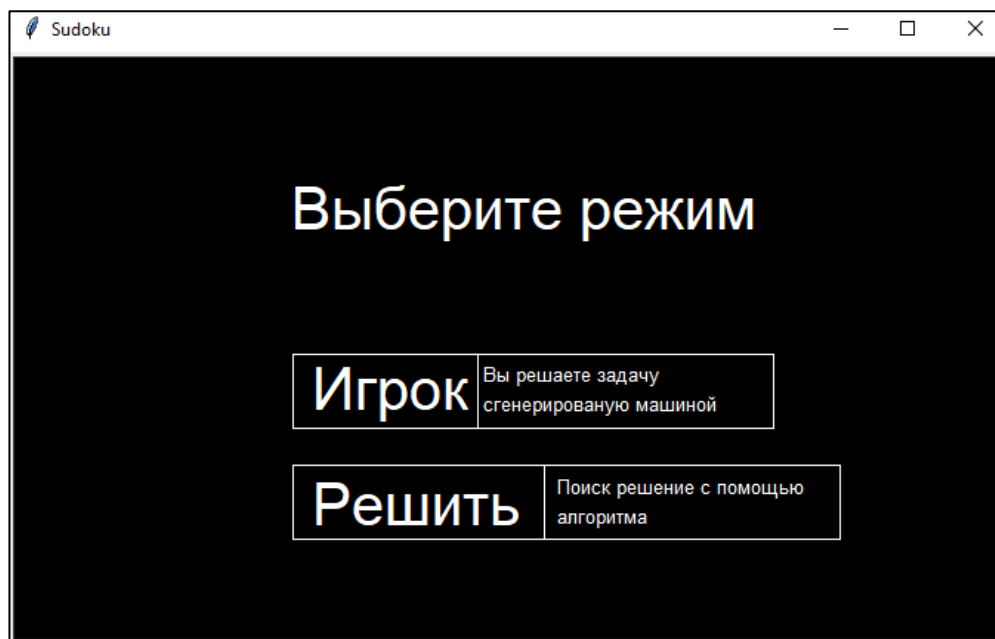 Sudoku
Выберите режим
Игрок
Вы решаете задачу
сгенерированую машиной
Решить
Поиск решение с помощью
алгоритма